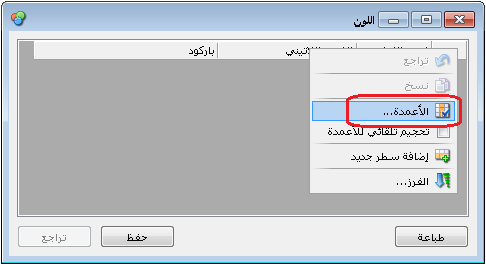 اللون
باركود
تراجع
نسخ
الأعمدة...
تحجيم تلقائي للأعمدة
إضافة سطر جديد
الفرز...
طباعة
حفظ
تراجع